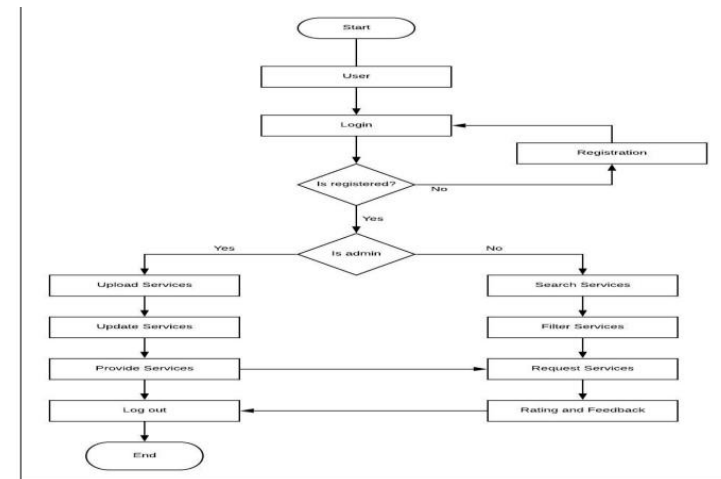 Start
User
Login
Registration
Is registered?
No
Yes
Is admin
Yes
No
Upload Services
Search Services
Update Services
Filter Services
Provide Services
Request Services
Log out
Rating and Feedback
End